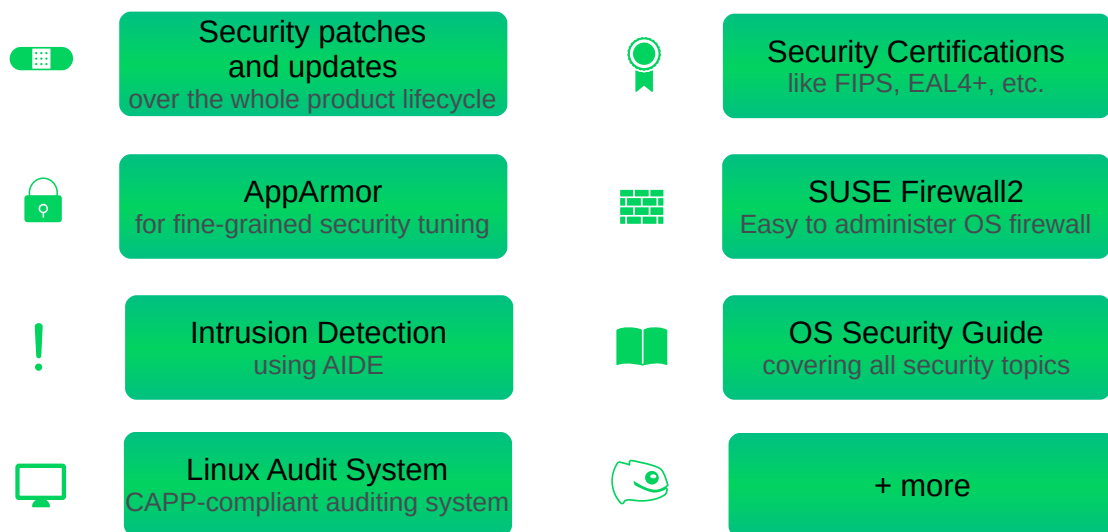 Security patches
and updates
over the whole product lifecycle
Security Certifications
like FIPS, EAL4+, etc.
AppArmor
for fine-grained security tuning
SUSE Firewall2
Easy to administer OS firewall
Intrusion Detection
using AIDE
OS Security Guide
covering all security topics
Linux Audit System
CAPP-compliant auditing system
+ more